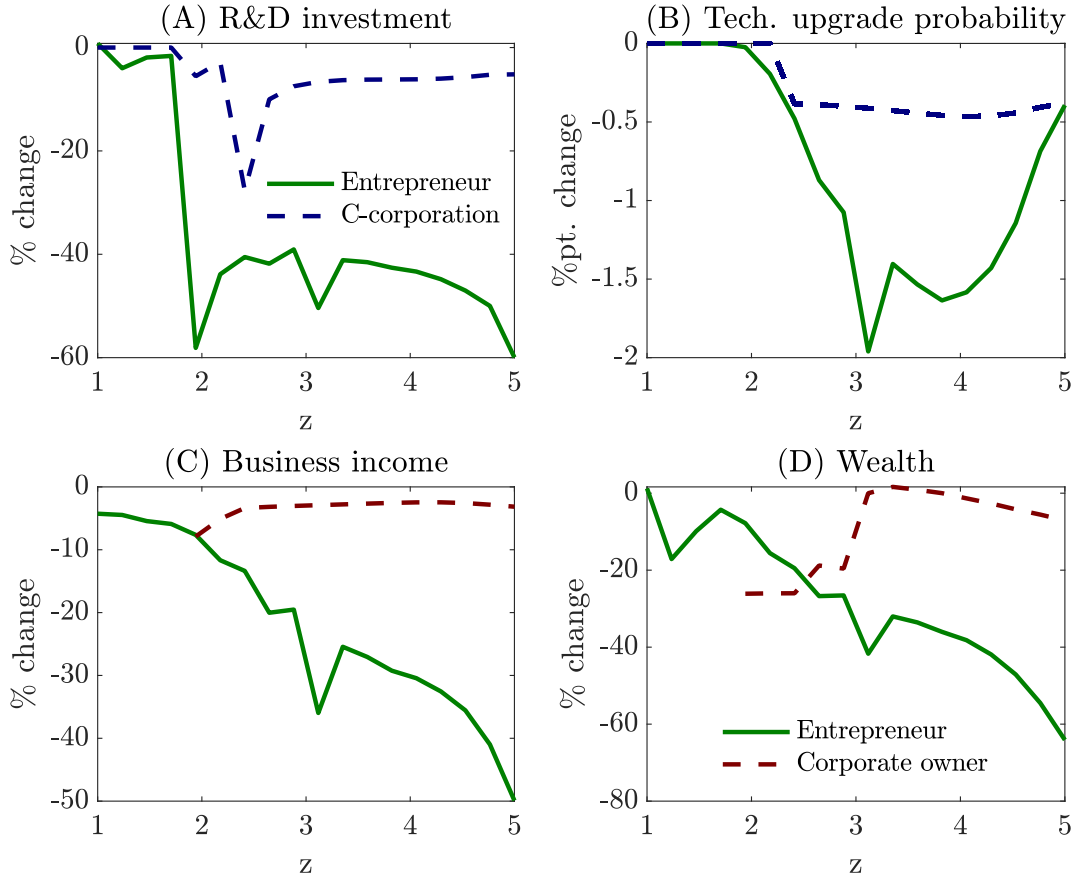 (A) R&D investment
0
-20
-40
-60
% change
Entrepreneur
C-corporation
1 2 3 4 5
z
(B) Tech. upgrade probability
0
-0.5
-1
-1.5
-2
%pt. change
1 2 3 4 5
z
(C) Business income
0
-10
-20
-30
-40
-50
% change
1 2 3 4 5
z
(D) Wealth
0
-20
-40
-60
-80
% change
Entrepreneur
Corporate owner
1 2 3 4 5
z